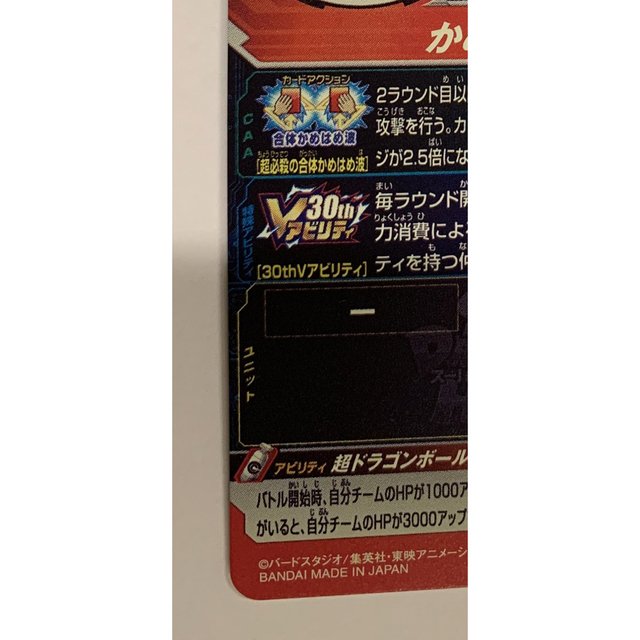 CAA
カードアクション
合体かめはめ波
[超必殺の合体かめはめ波]
2ラウンド目以
攻撃を行う。カ
ジが2.5倍にな
特殊アビリティ
30th
Vアビリティ
[30thVアビリティ]
毎ラウンド開
力消費によ
ティを持つ
ー
ユニット
アビリティ 超ドラゴンボール
バトル開始時、自分チームのHPが1000ア
がいると、自分チームのHPが3000アップ
©バードスタジオ/集英社・東映アニメーシ
BANDAI MADE IN JAPAN